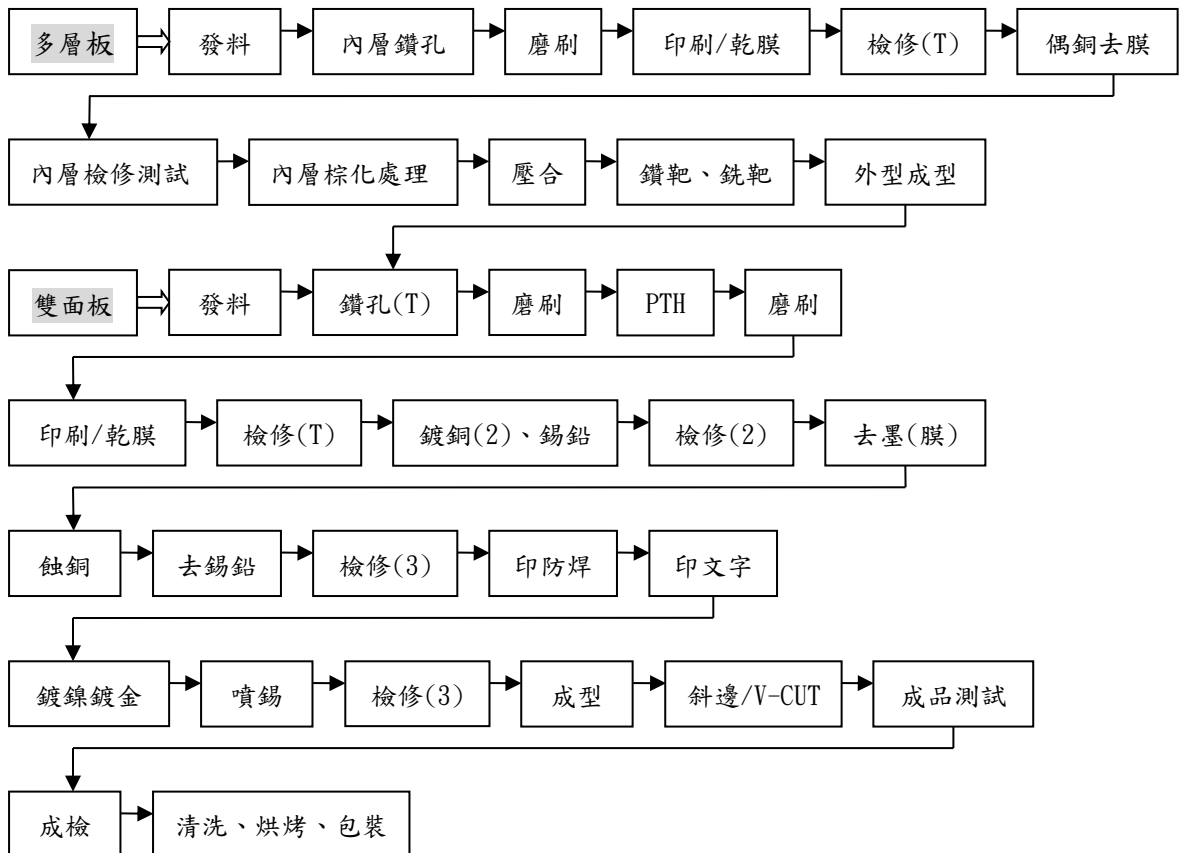 多層板 發料 內層鑽孔 磨刷 印刷/乾膜 檢修(T) 偶銅去膜
內層檢修測試 內層棕化處理 壓合 鑽靶、銑靶 外型成型
雙面板 發料 鑽孔(T) 磨刷 PTH 磨刷
印刷/乾膜 檢修(T) 鍍銅(2)、錫鉛 檢修(2) 去墨(膜)
蝕銅 去錫鉛 檢修(3) 印防焊 印文字
鍍鎳鍍金 噴錫 檢修(3) 成型 斜邊/V-CUT 成品測試
成檢 清洗、烘烤、包裝